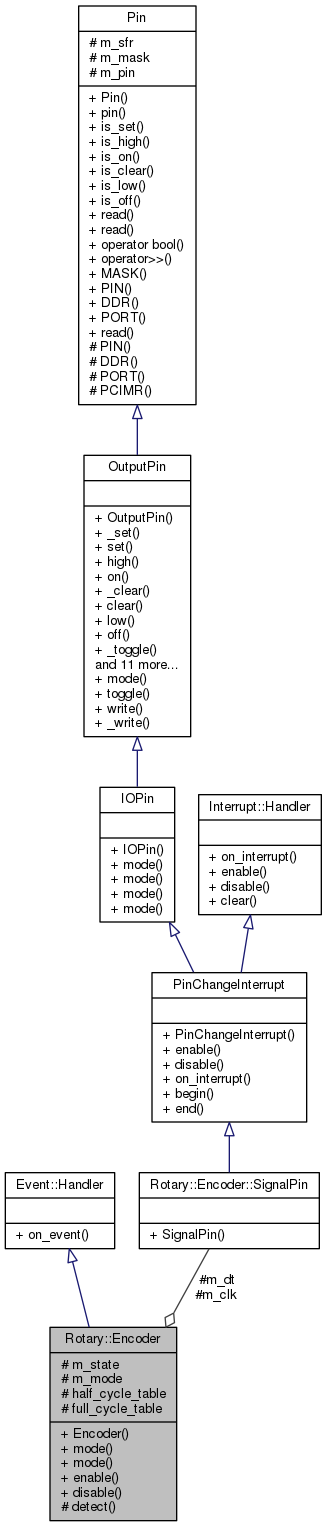 Pin
# m_sfr
# m_mask
# m_pin
+ Pin()
+ pin()
+ is_set()
+ is_high()
+ is_on()
+ is_clear()
+ is_low()
+ is_off()
+ read()
+ read()
+ operator bool()
+ operator>>()
+ MASK()
+ PIN()
+ DDR()
+ PORT()
+ read()
# PIN()
# DDR()
# PORT()
# PCIMR()
OutputPin
+ OutputPin()
+ _set()
+ set()
+ high()
+ on()
+ _clear()
+ clear()
+ low()
+ off()
+ _toggle()
and 11 more...
+ mode()
+ toggle()
+ write()
+ _write()
IOPin
+ IOPin()
+ mode()
+ mode()
+ mode()
+ mode()
Interrupt::Handler
+ on_interrupt()
+ enable()
+ disable()
+ clear()
PinChangeInterrupt
+ PinChangeInterrupt()
+ enable()
+ disable()
+ on_interrupt()
+ begin()
+ end()
Event::Handler
+ on_event()
Rotary::Encoder::SignalPin
+ SignalPin()
#m_dt
#m_clk
Rotary::Encoder
# m_state
# m_mode
# half_cycle_table
# full_cycle_table
+ Encoder()
+ mode()
+ mode()
+ enable()
+ disable()
# detect()